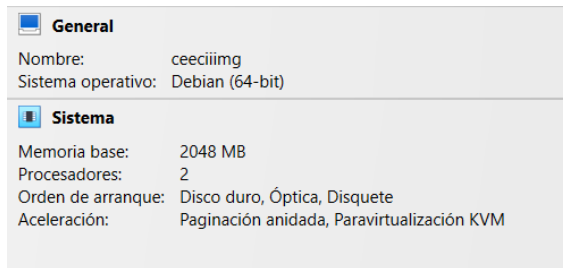 General
Nombre: ceeciiimg
Sistema operativo: Debian (64-bit)
Sistema
Memoria base: 2048 MB
Procesadores: 2
Orden de arranque: Disco duro, Óptica, Disquete
Aceleración: Paginación anidada, Paravirtualización KVM